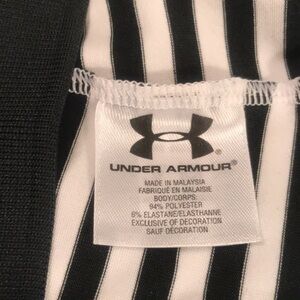 UNDER ARMOUR®
MADE IN MALAYSIA
FABRIQUÉ EN MALAISIE
BODY/CORPS:
94% POLYESTER
6% ELASTANE/ELASTHANNE
EXCLUSIVE OF DECORATION
SAUF DÉCORATION